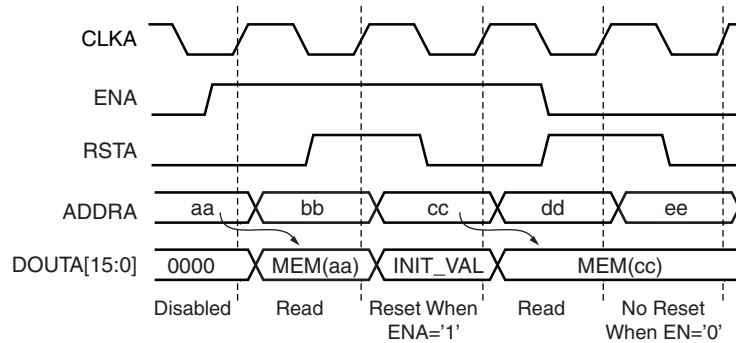 CLKA
ENA
RSTA
ADDRA aa bb cc dd ee
DOUTA[15:0] 0000 MEM(aa) INIT_VAL MEM(cc)
Disabled Read Reset When Read No Reset
ENA='1' When EN='0'